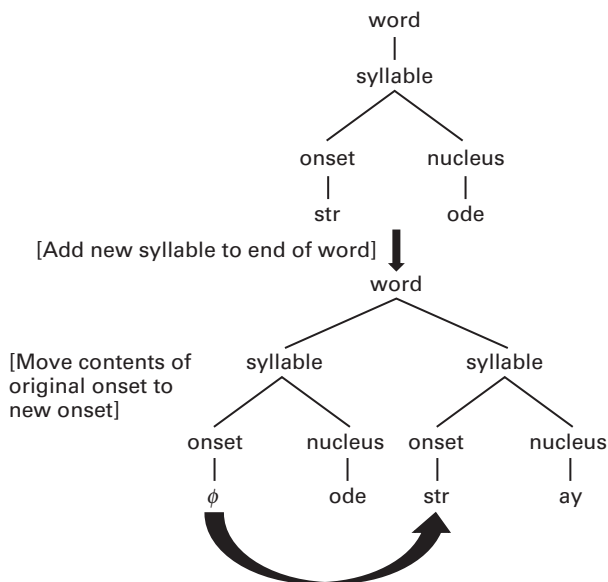 word
syllable
onset nucleus
str ode
[Add new syllable to end of word]
word
[Move contents of
original onset to
new onset]
syllable syllable
onset nucleus onset nucleus
ϕ ode str ay